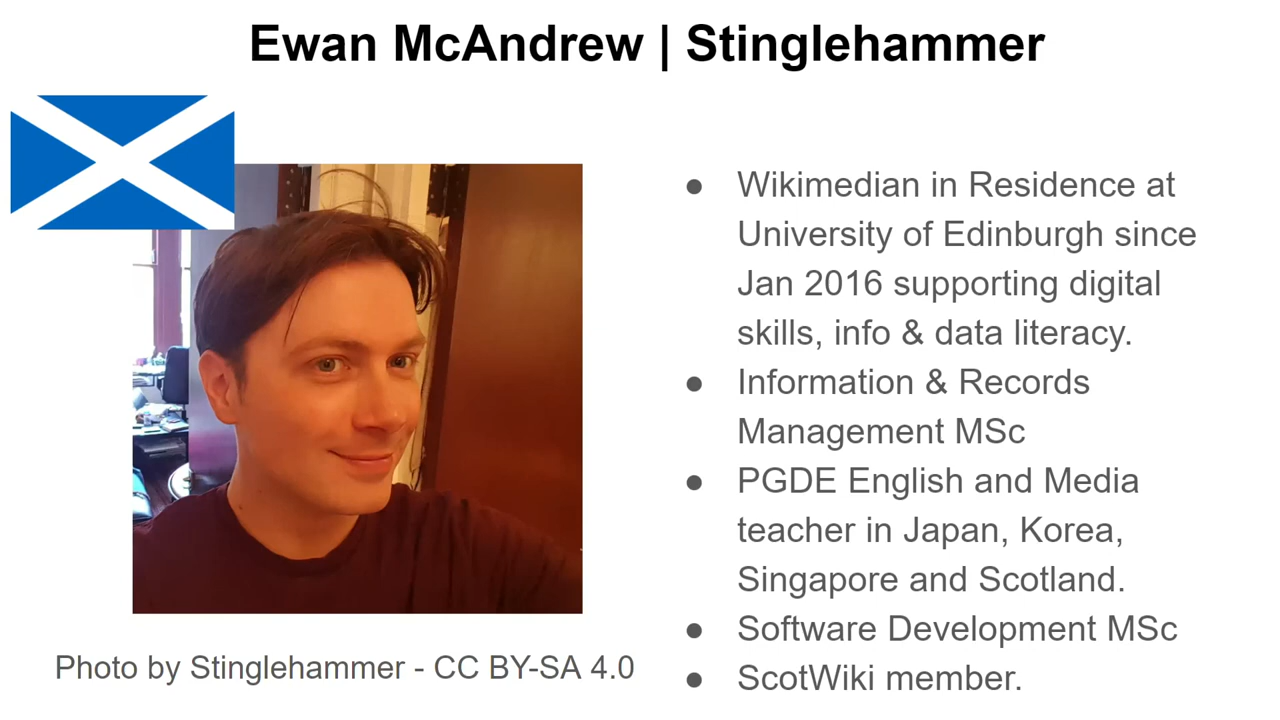 Ewan McAndrew | Stinglehammer
● Wikimedian in Residence at
University of Edinburgh since
Jan 2016 supporting digital
skills, info & data literacy.
● Information & Records
Management MSc
● PGDE English and Media
teacher in Japan, Korea,
Singapore and Scotland.
● Software Development MSc
● ScotWiki member.
Photo by Stinglehammer - CC BY-SA 4.0